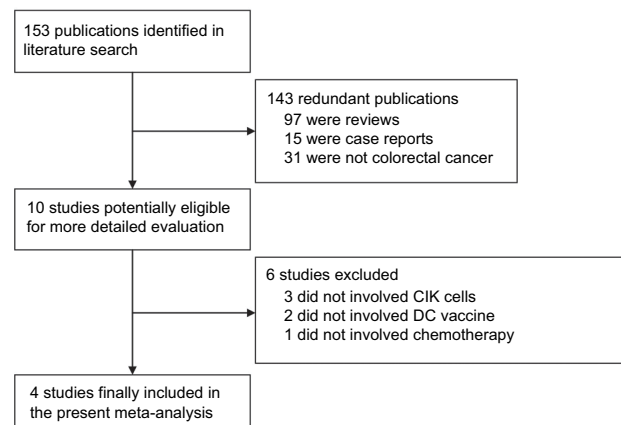 153 publications identified in
literature search
143 redundant publications
97 were reviews
15 were case reports
31 were not colorectal cancer
10 studies potentially eligible
for more detailed evaluation
6 studies excluded
3 did not involved CIK cells
2 did not involved DC vaccine
1 did not involved chemotherapy
4 studies finally included in
the present meta-analysis